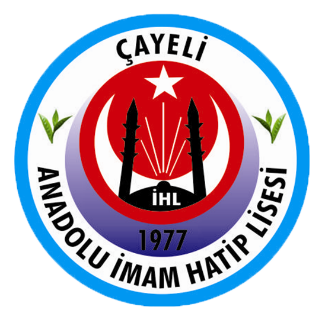 ÇAYELİ
İHL
1977
ANADOLU İMAM HATİP LİSESİ